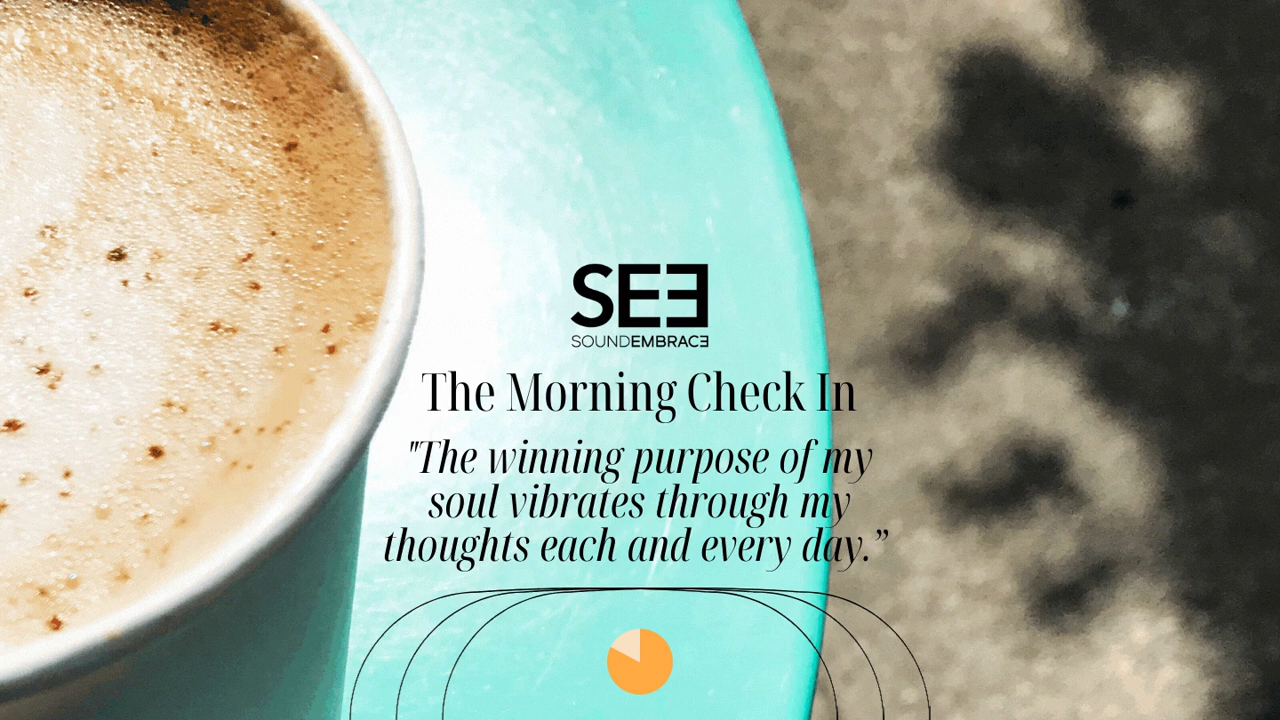 SEE
SOUNDEMBRACE
The Morning Check In
"The winning purpose of my
soul vibrates through my
thoughts each and every day.”